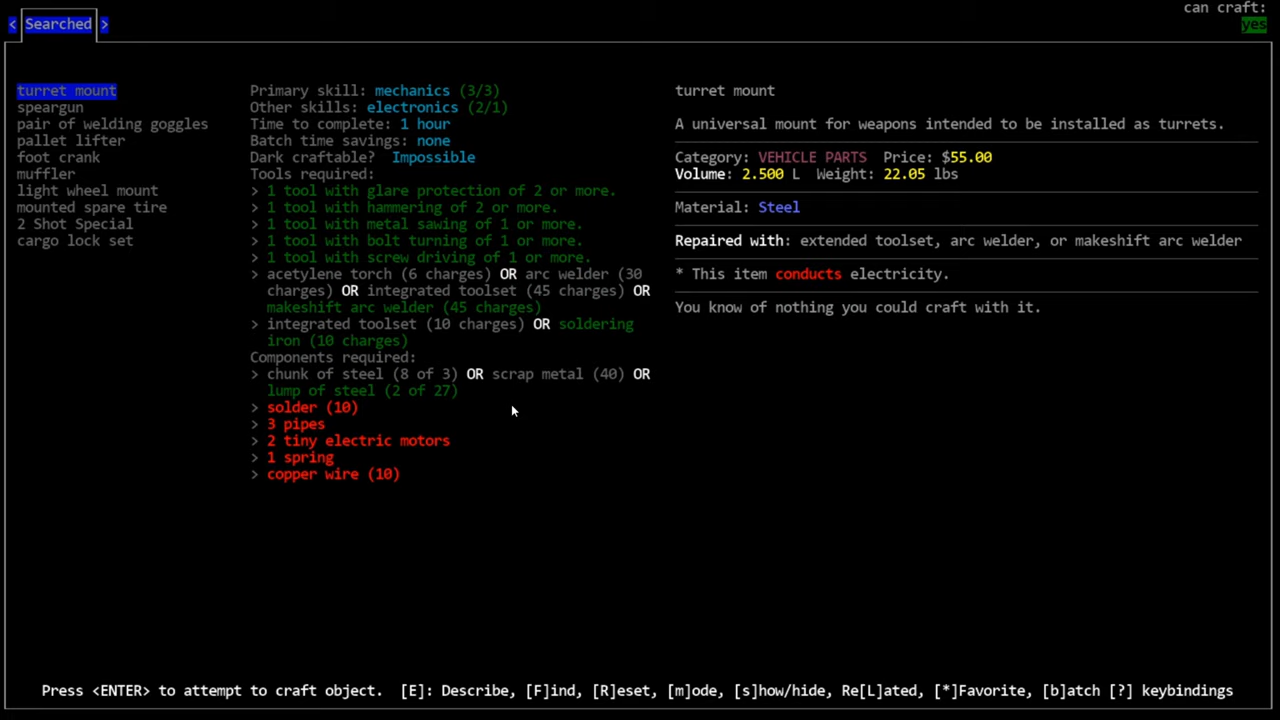 can craft:
< Searched >
yes
turret mount
speargun
pair of welding goggles
pallet lifter
foot crank
muffler
light wheel mount
mounted spare tire
2 Shot Special
cargo lock set
Primary skill: mechanics (3/3)
Other skills: electronics (2/1)
Time to complete: 1 hour
Batch time savings: none
Dark craftable? Impossible
Tools required:
> 1 tool with glare protection of 2 or more.
> 1 tool with hammering of 2 or more.
> 1 tool with metal sawing of 1 or more.
> 1 tool with bolt turning of 1 or more.
> 1 tool with screw driving of 1 or more.
> acetylene torch (6 charges) OR arc welder (30
charges) OR integrated toolset (45 charges) OR
makeshift arc welder (45 charges)
> integrated toolset (10 charges) OR soldering
iron (10 charges)
Components required:
> chunk of steel (8 of 3) OR scrap metal (40) OR
lump of steel (2 of 27)
> solder (10)
> 3 pipes
> 2 tiny electric motors
> 1 spring
> copper wire (10)
turret mount
A universal mount for weapons intended to be installed as turrets.
Category: VEHICLE PARTS Price: $55.00
Volume: 2.500 L Weight: 22.05 lbs
Material: Steel
Repaired with: extended toolset, arc welder, or makeshift arc welder
* This item conducts electricity.
You know of nothing you could craft with it.
Press <ENTER> to attempt to craft object. [E]: Describe, [F]ind, [R]eset, [m]ode, [s]how/hide, Re[L]ated, [*]Favorite, [b]atch [?] keybindings